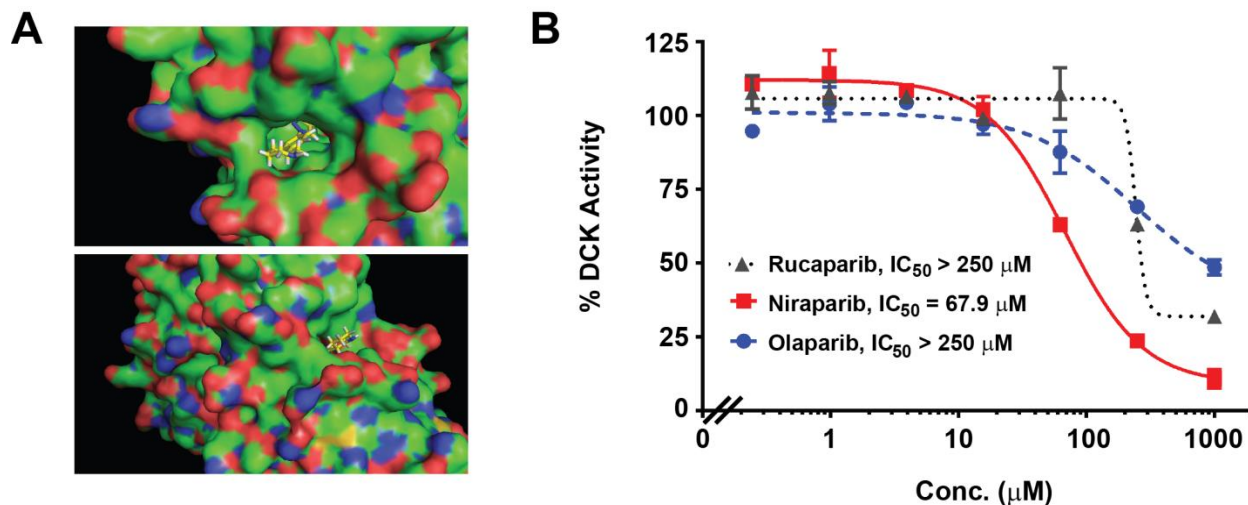 A
B
125
100
75
50
25
0
% DCK Activity
Rucaparib, IC₅₀ > 250 µM
Niraparib, IC₅₀ = 67.9 µM
Olaparib, IC₅₀ > 250 µM
0 1 10 100 1000
Conc. (µM)